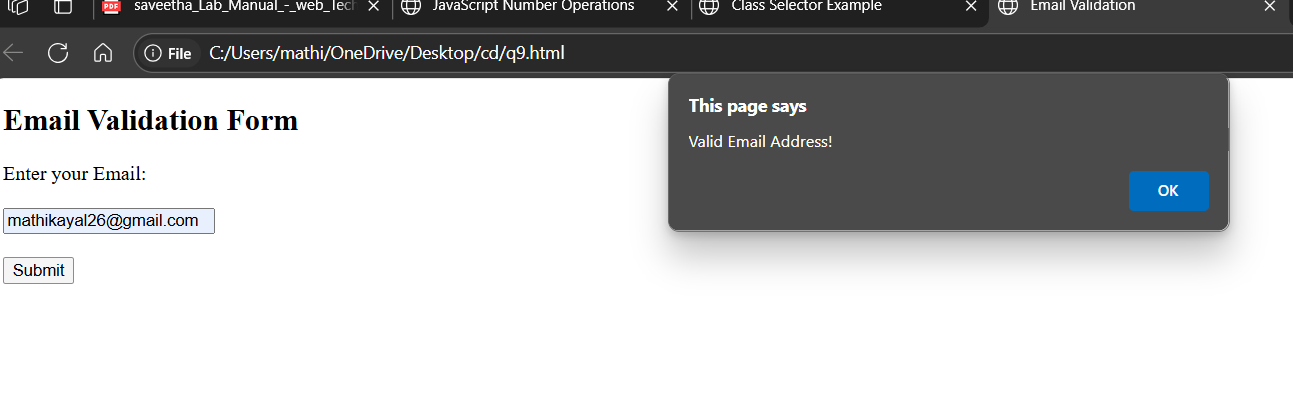 PDF saveetha_Lab_Manual_-_web_Tech
JavaScript Number Operations
Class Selector Example
Email Validation
File C:/Users/mathi/OneDrive/Desktop/cd/q9.html
Email Validation Form
Enter your Email:
mathikayal26@gmail.com
Submit
This page says
Valid Email Address!
OK